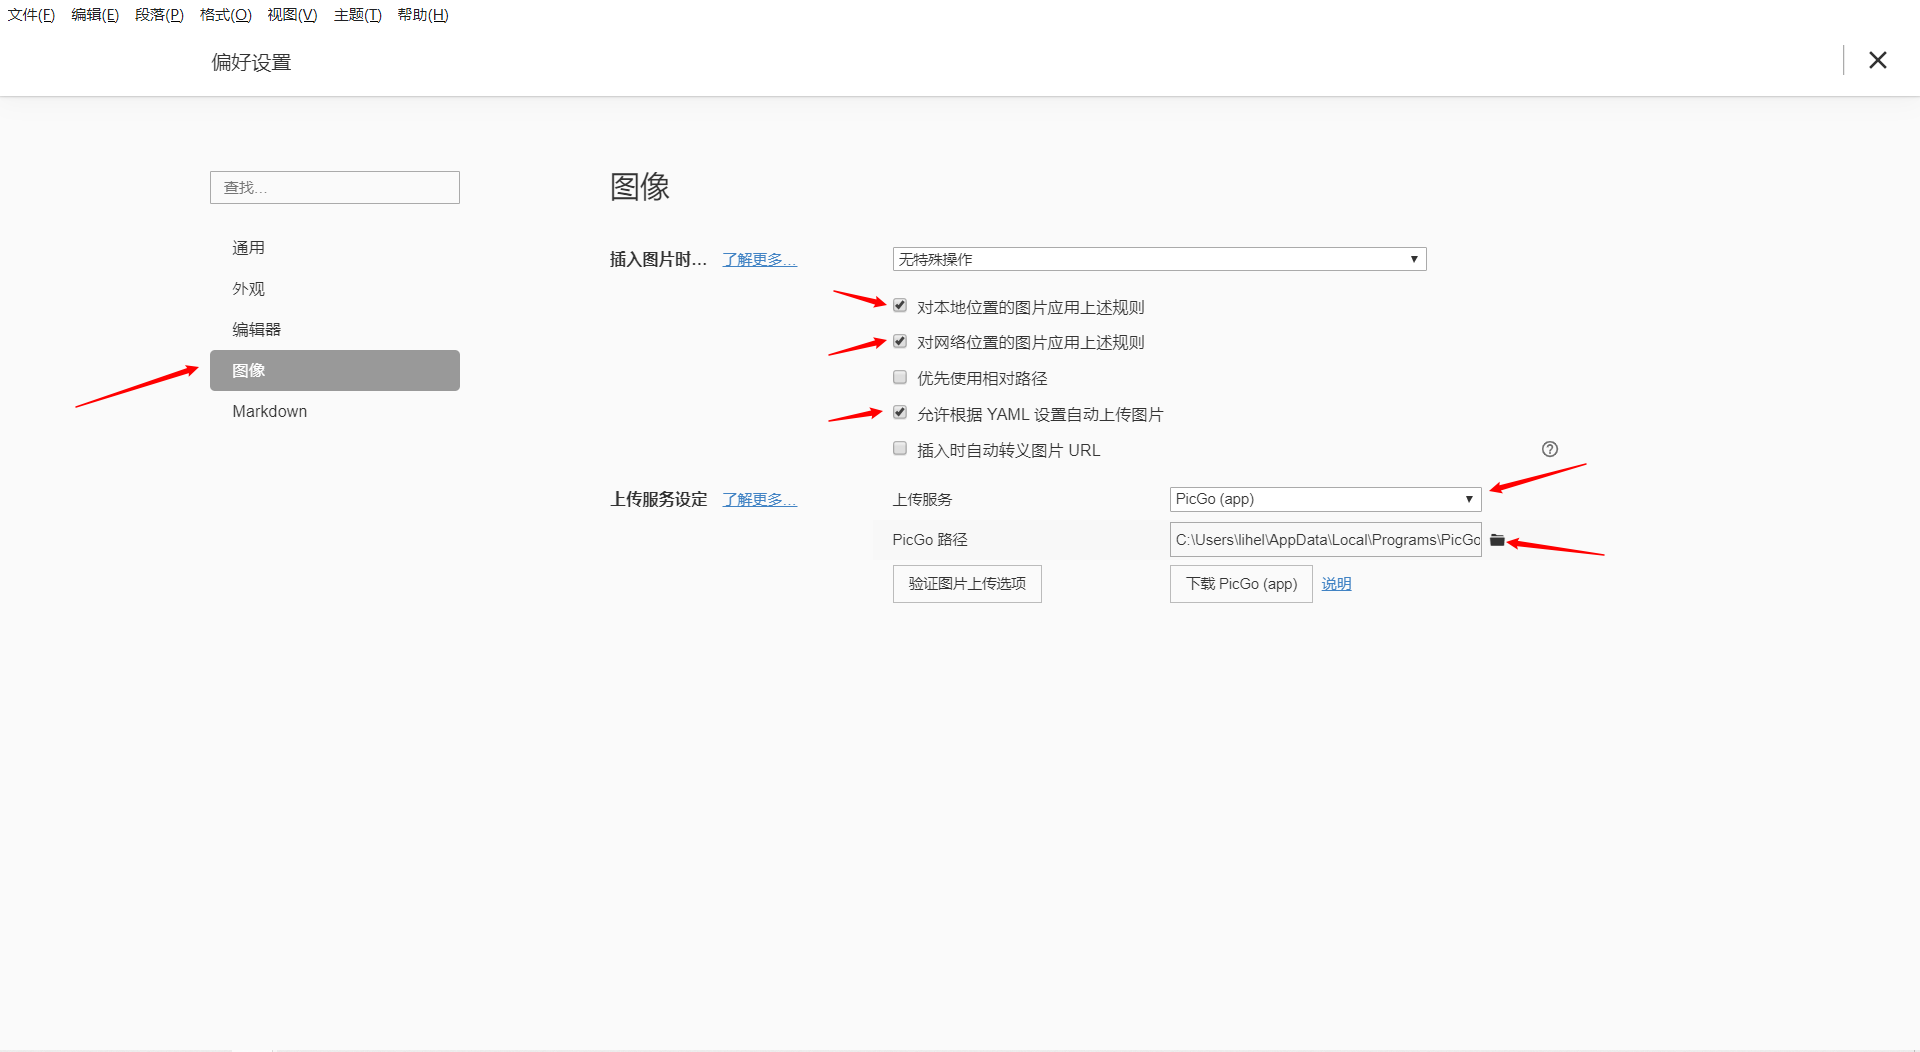 文件(F) 编辑(E) 段落(P) 格式(O) 视图(V) 主题(T) 帮助(H)
偏好设置
查找...
通用
外观
编辑器
图像
Markdown
图像
插入图片时... 了解更多... 无特殊操作
对本地位置的图片应用上述规则
对网络位置的图片应用上述规则
优先使用相对路径
允许根据 YAML 设置自动上传图片
插入时自动转义图片 URL
上传服务设定 了解更多... 上传服务 PicGo (app)
PicGo 路径 C:\Users\lihel\AppData\Local\Programs\PicGo
验证图片上传选项 下载 PicGo (app) 说明